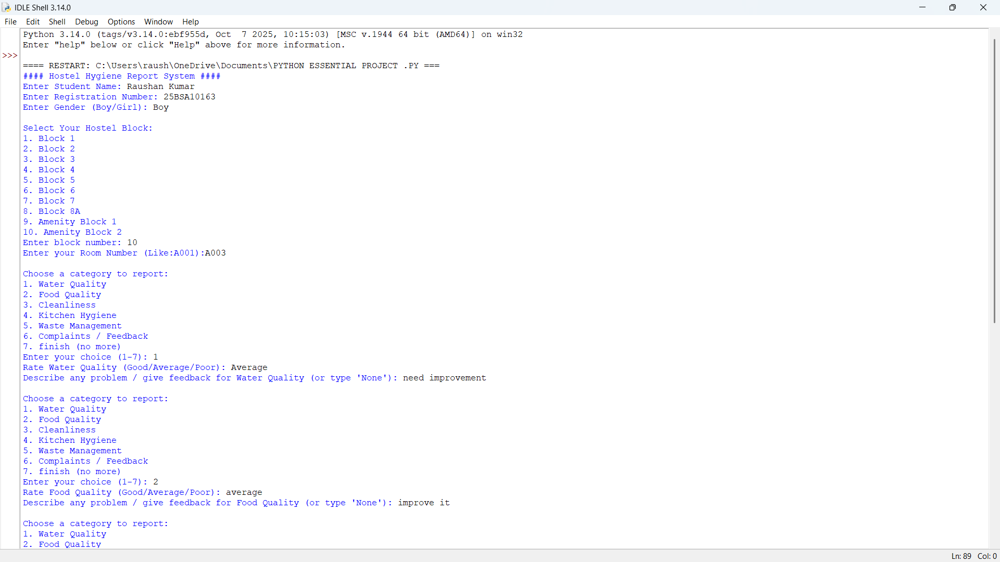 IDLE Shell 3.14.0
File Edit Shell Debug Options Window Help
Python 3.14.0 (tags/v3.14.0:ebf955d, Oct  7 2025, 10:15:03) [MSC v.1944 64 bit (AMD64)] on win32
Enter "help" below or click "Help" above for more information.
>>>
==== RESTART: C:\Users\raush\OneDrive\Documents\PYTHON ESSENTIAL PROJECT .PY ===
#### Hostel Hygiene Report System ####
Enter Student Name: Raushan Kumar
Enter Registration Number: 25BSA10163
Enter Gender (Boy/Girl): Boy
Select Your Hostel Block:
1. Block 1
2. Block 2
3. Block 3
4. Block 4
5. Block 5
6. Block 6
7. Block 7
8. Block 8A
9. Amenity Block 1
10. Amenity Block 2
Enter block number: 10
Enter your Room Number (Like:A001):A003
Choose a category to report:
1. Water Quality
2. Food Quality
3. Cleanliness
4. Kitchen Hygiene
5. Waste Management
6. Complaints / Feedback
7. finish (no more)
Enter your choice (1-7): 1
Rate Water Quality (Good/Average/Poor): Average
Describe any problem / give feedback for Water Quality (or type 'None'): need improvement
Choose a category to report:
1. Water Quality
2. Food Quality
3. Cleanliness
4. Kitchen Hygiene
5. Waste Management
6. Complaints / Feedback
7. finish (no more)
Enter your choice (1-7): 2
Rate Food Quality (Good/Average/Poor): average
Describe any problem / give feedback for Food Quality (or type 'None'): improve it
Choose a category to report:
1. Water Quality
2. Food Quality
Ln: 89 Col: 0